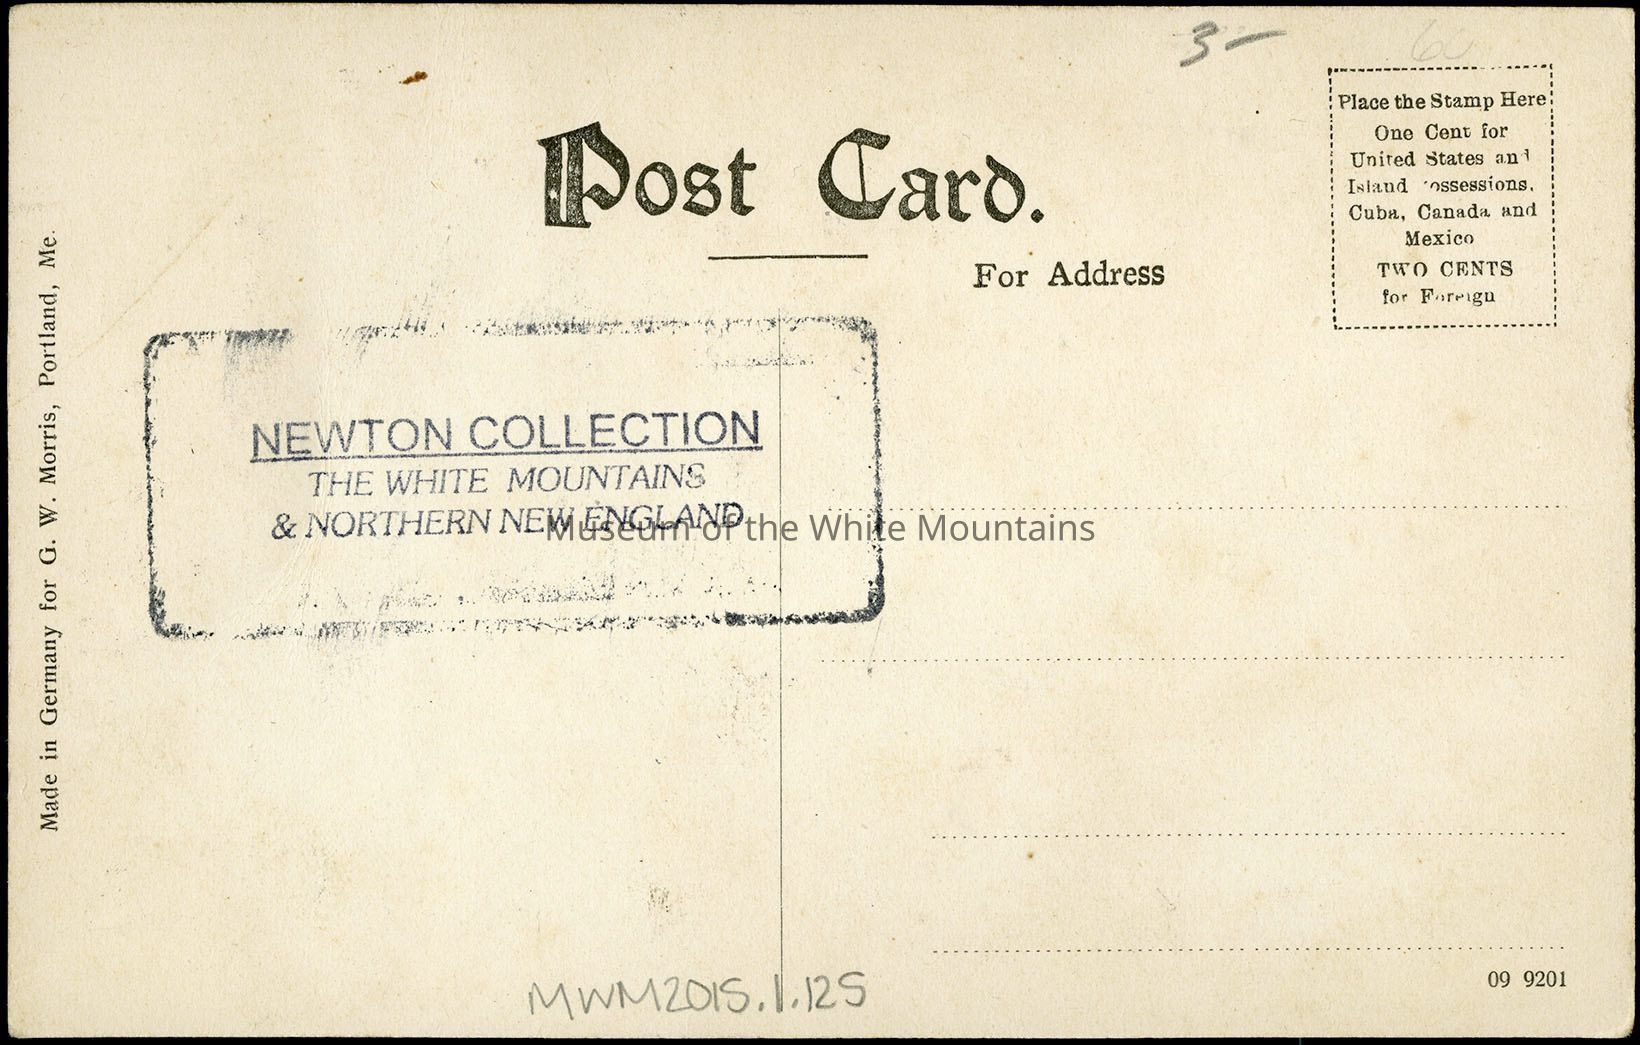 3-
Post Card.
For Address
Place the Stamp Here
One Cent for
United States and
Island ossessions,
Cuba, Canada and
Mexico
TWO CENTS
for Foreign
Made in Germany for G. W. Morris, Portland, Me.
NEWTON COLLECTION
THE WHITE MOUNTAINS
& NORTHERN NEW ENGLAND
Museum of the White Mountains
MWM2015.1.125
09 9201